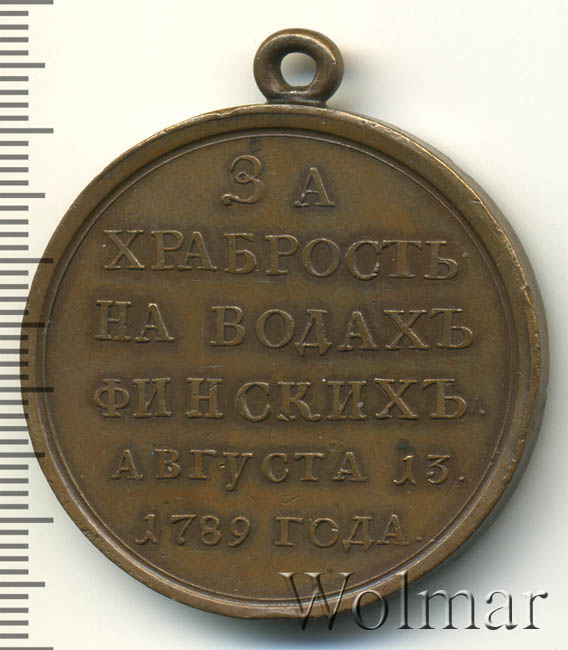 ЗА
ХРАБРОСТЬ
НА ВОДАХЪ
ФИНСКИХЪ.
АВГУСТА 13.
1789 ГОДА.
Wolmar